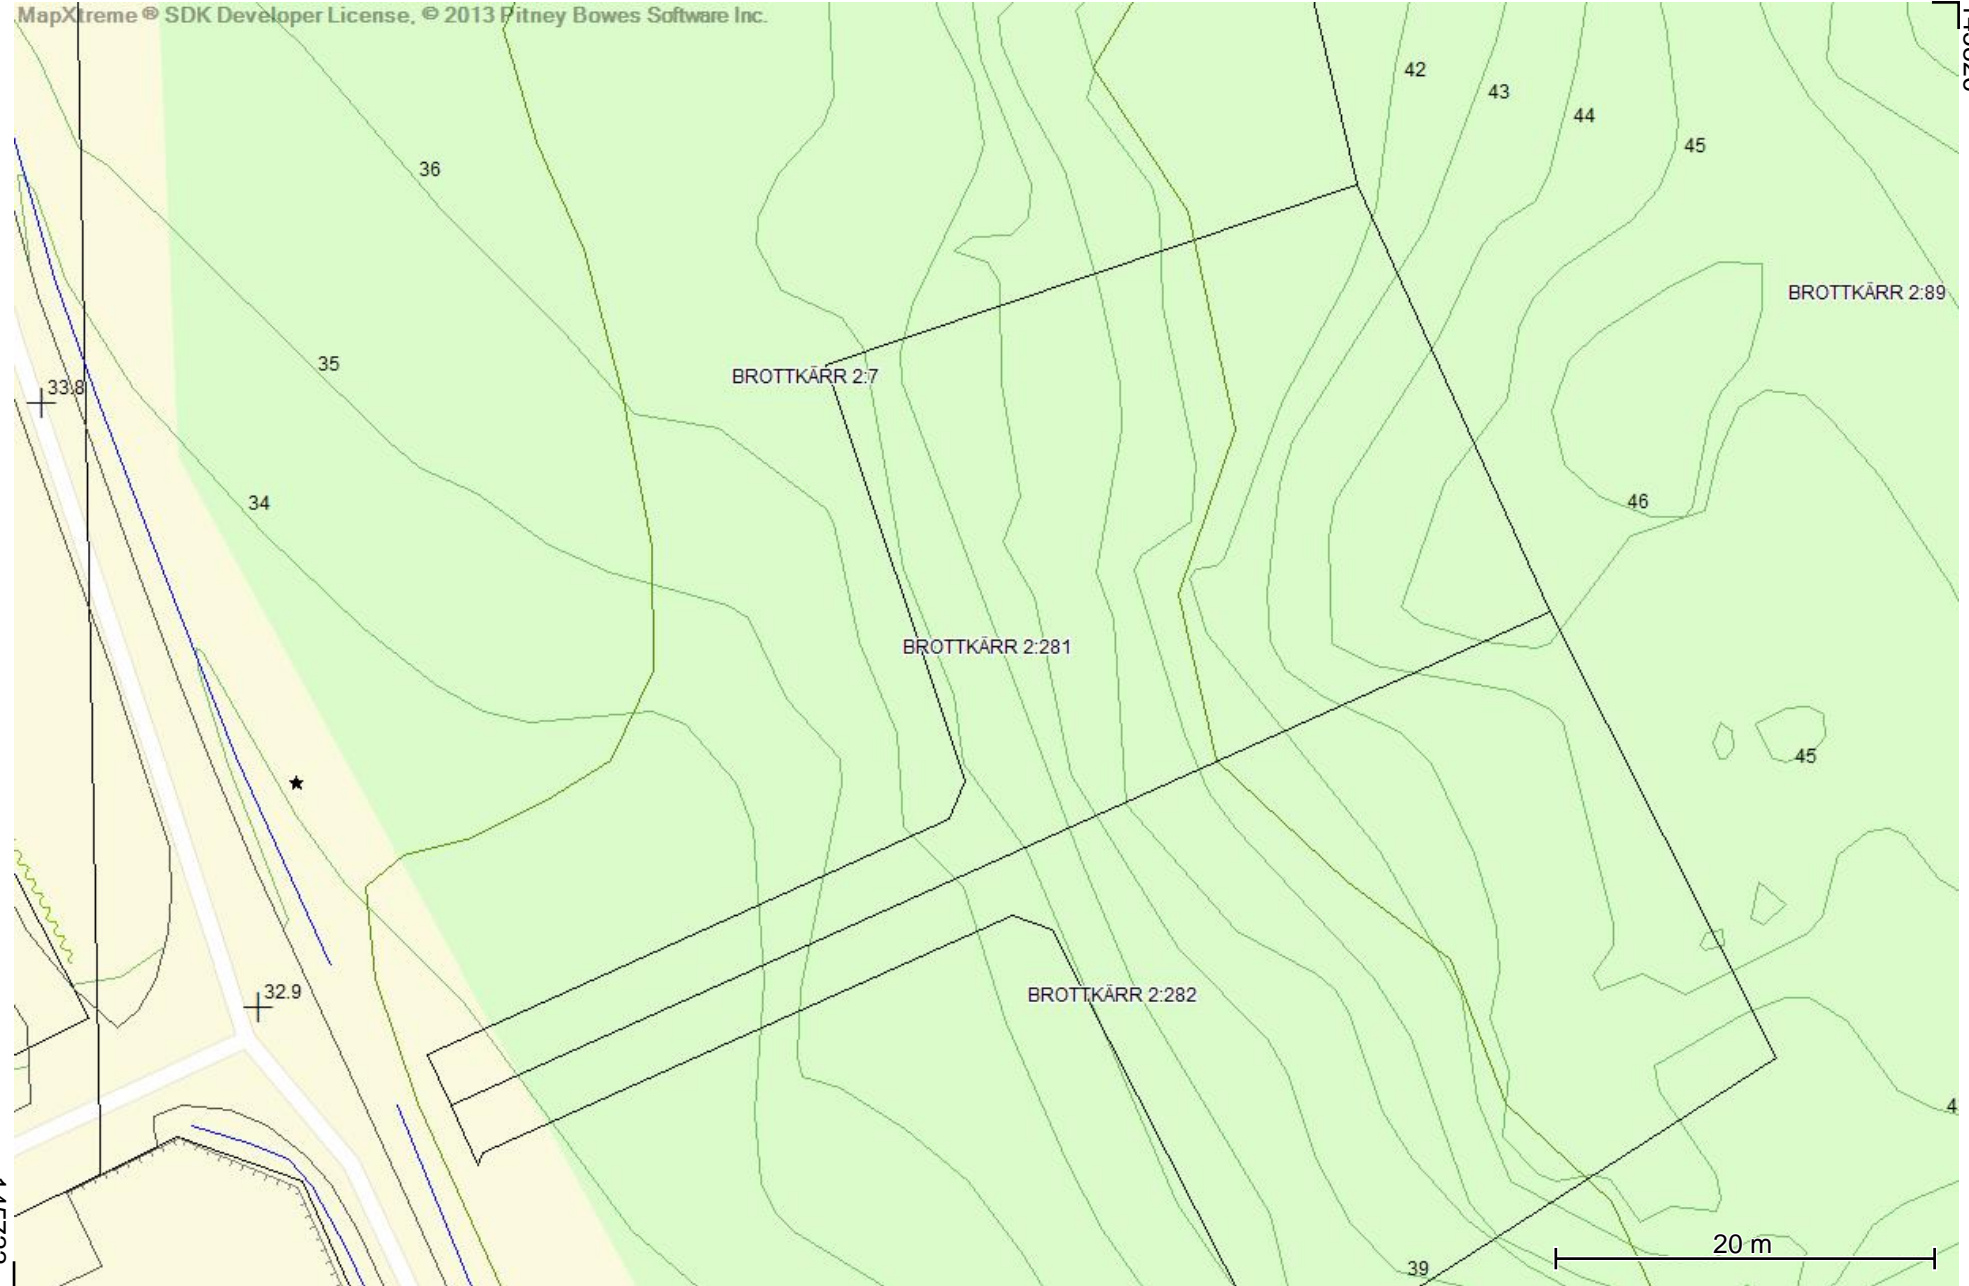 MapXtreme ® SDK Developer License, © 2013 Pitney Bowes Software Inc.
42
43
44
45
36
BROTTKÄRR 2:89
35
BROTTKÄRR 2:7
33.8
46
34
BROTTKÄRR 2:281
45
32.9
BROTTKÄRR 2:282
4
20 m
39